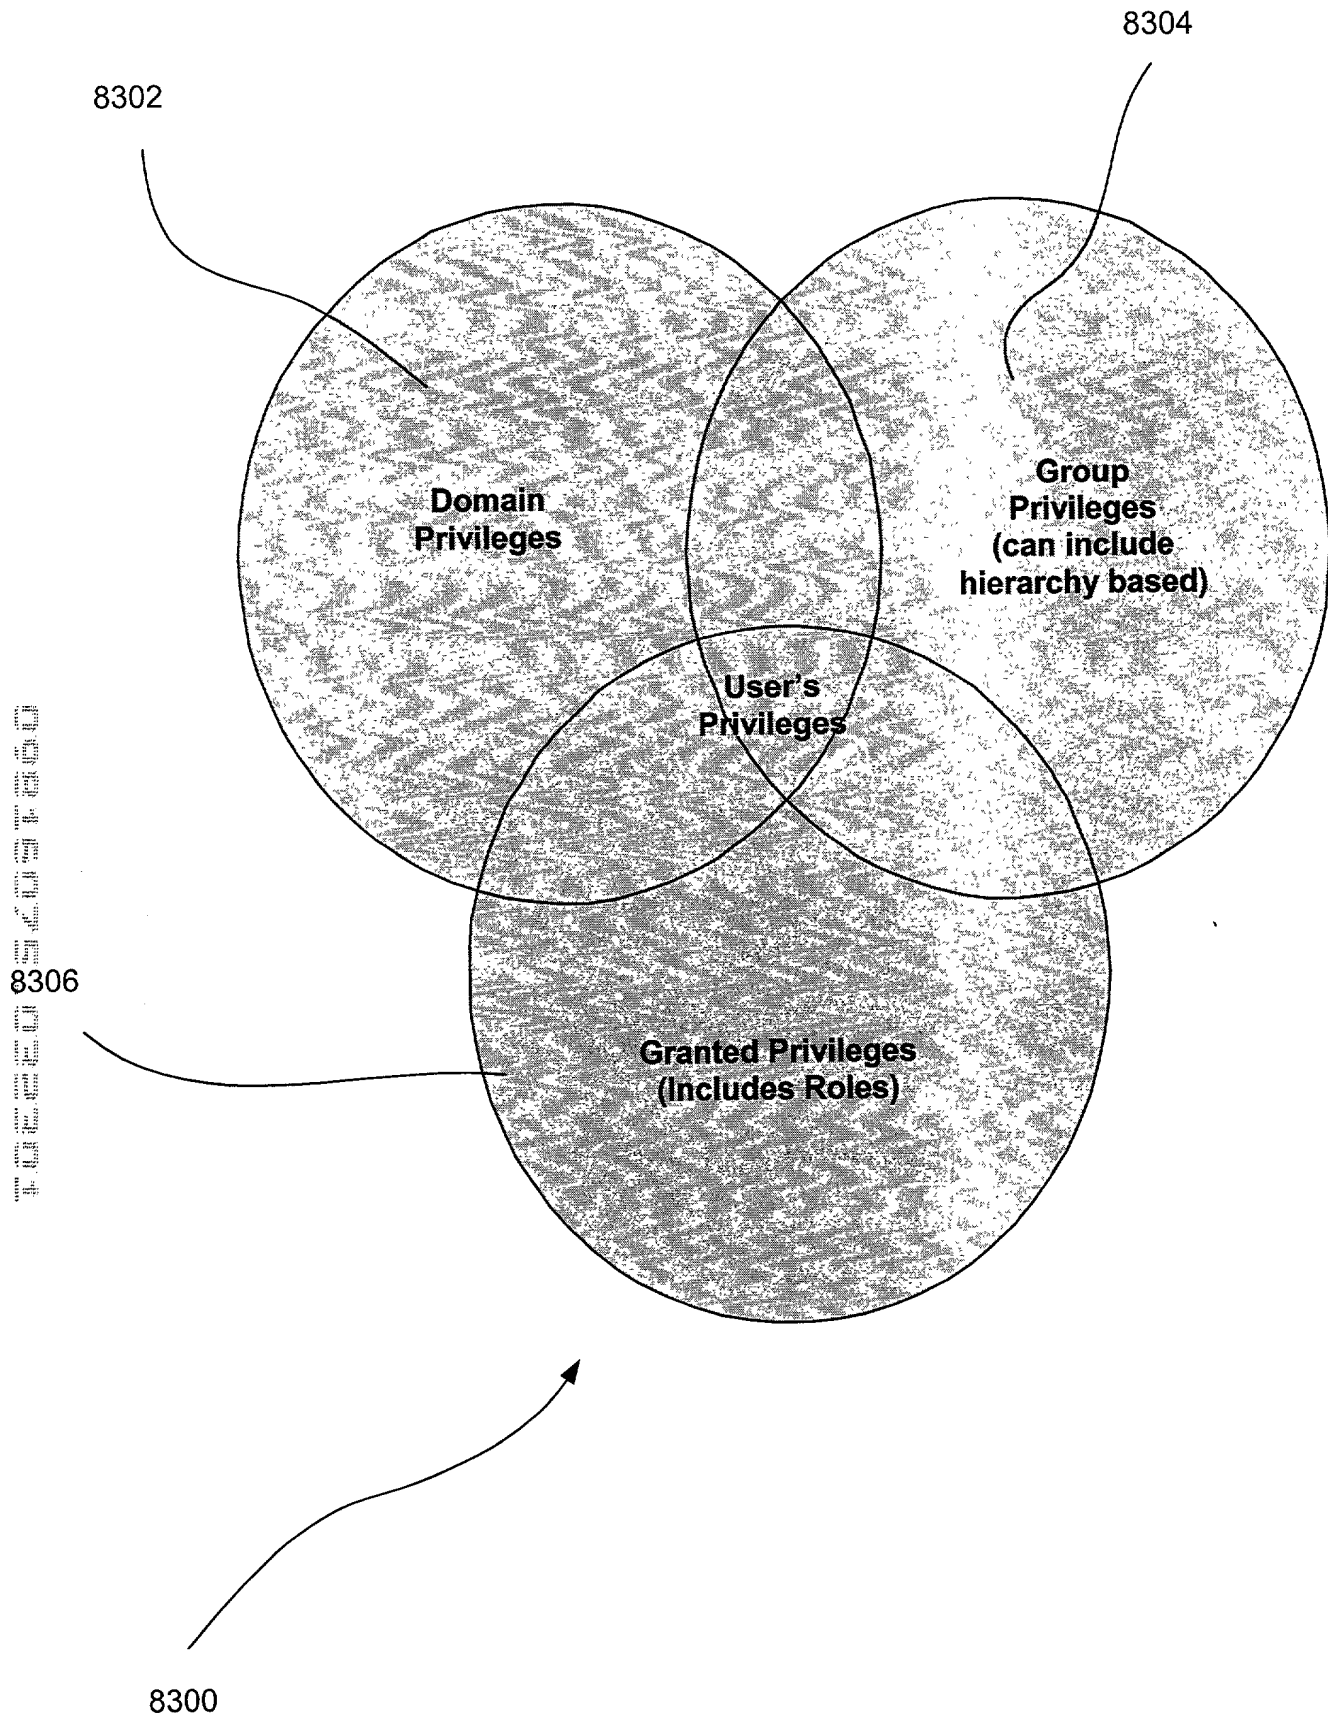 8304
8302
Domain
Privileges
Group
Privileges
(can include
hierarchy based)
User's
Privileges
8306
Granted Privileges
(Includes Roles)
8300